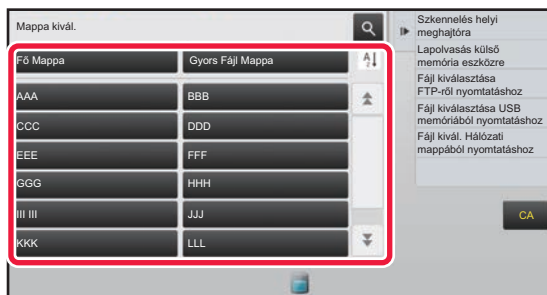 Mappa kivál.
Fő Mappa
Gyors Fájl Mappa
AAA
BBB
CCC
DDD
EEE
FFF
GGG
HHH
III III
JJJ
KKK
LLL
Szkennelés helyi
meghajtóra
Lapolvasás külső
memória eszközre
Fájl kiválasztása
FTP-ről nyomtatáshoz
Fájl kiválasztása USB
memóriából nyomtatáshoz
Fájl kivál. Hálózati
mappából nyomtatáshoz
CA